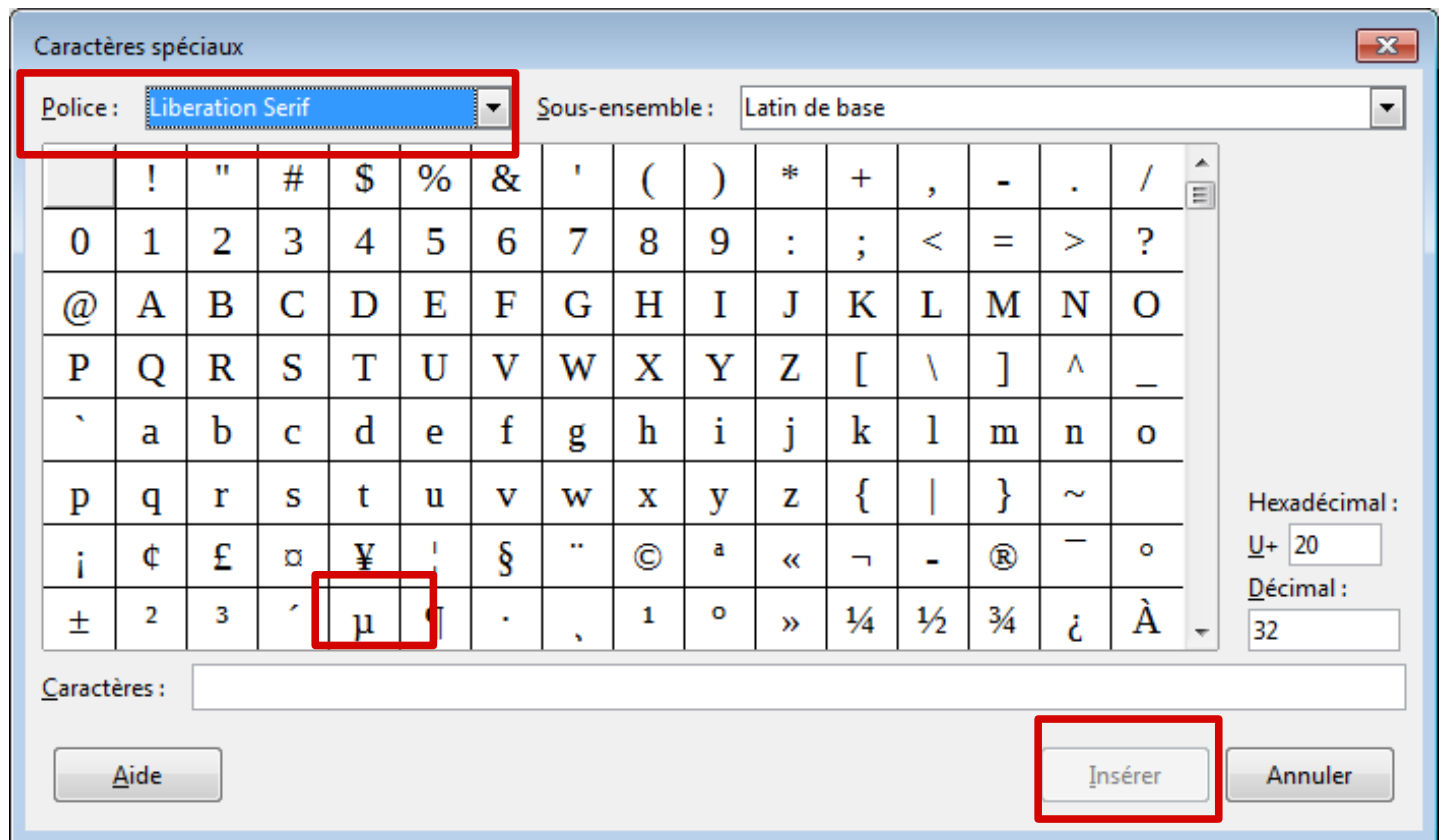 Caractères spéciaux
Police : Liberation Serif Sous-ensemble : Latin de base
! " # $ % & ' ( ) * + , - . /
0 1 2 3 4 5 6 7 8 9 : ; < = > ?
@ A B C D E F G H I J K L M N O
P Q R S T U V W X Y Z [ \ ] ^ _
` a b c d e f g h i j k l m n o
p q r s t u v w x y z { | } ~
Hexadécimal :
¡ ¢ £ ¤ ¥ ¦ § ¨ © ª « ¬ - ® ¯ °
U+ 20
Décimal :
± ² ³ ´ µ ¶ · ¸ ¹ º » ¼ ½ ¾ ¿ À
32
Caractères :
Aide Insérer Annuler